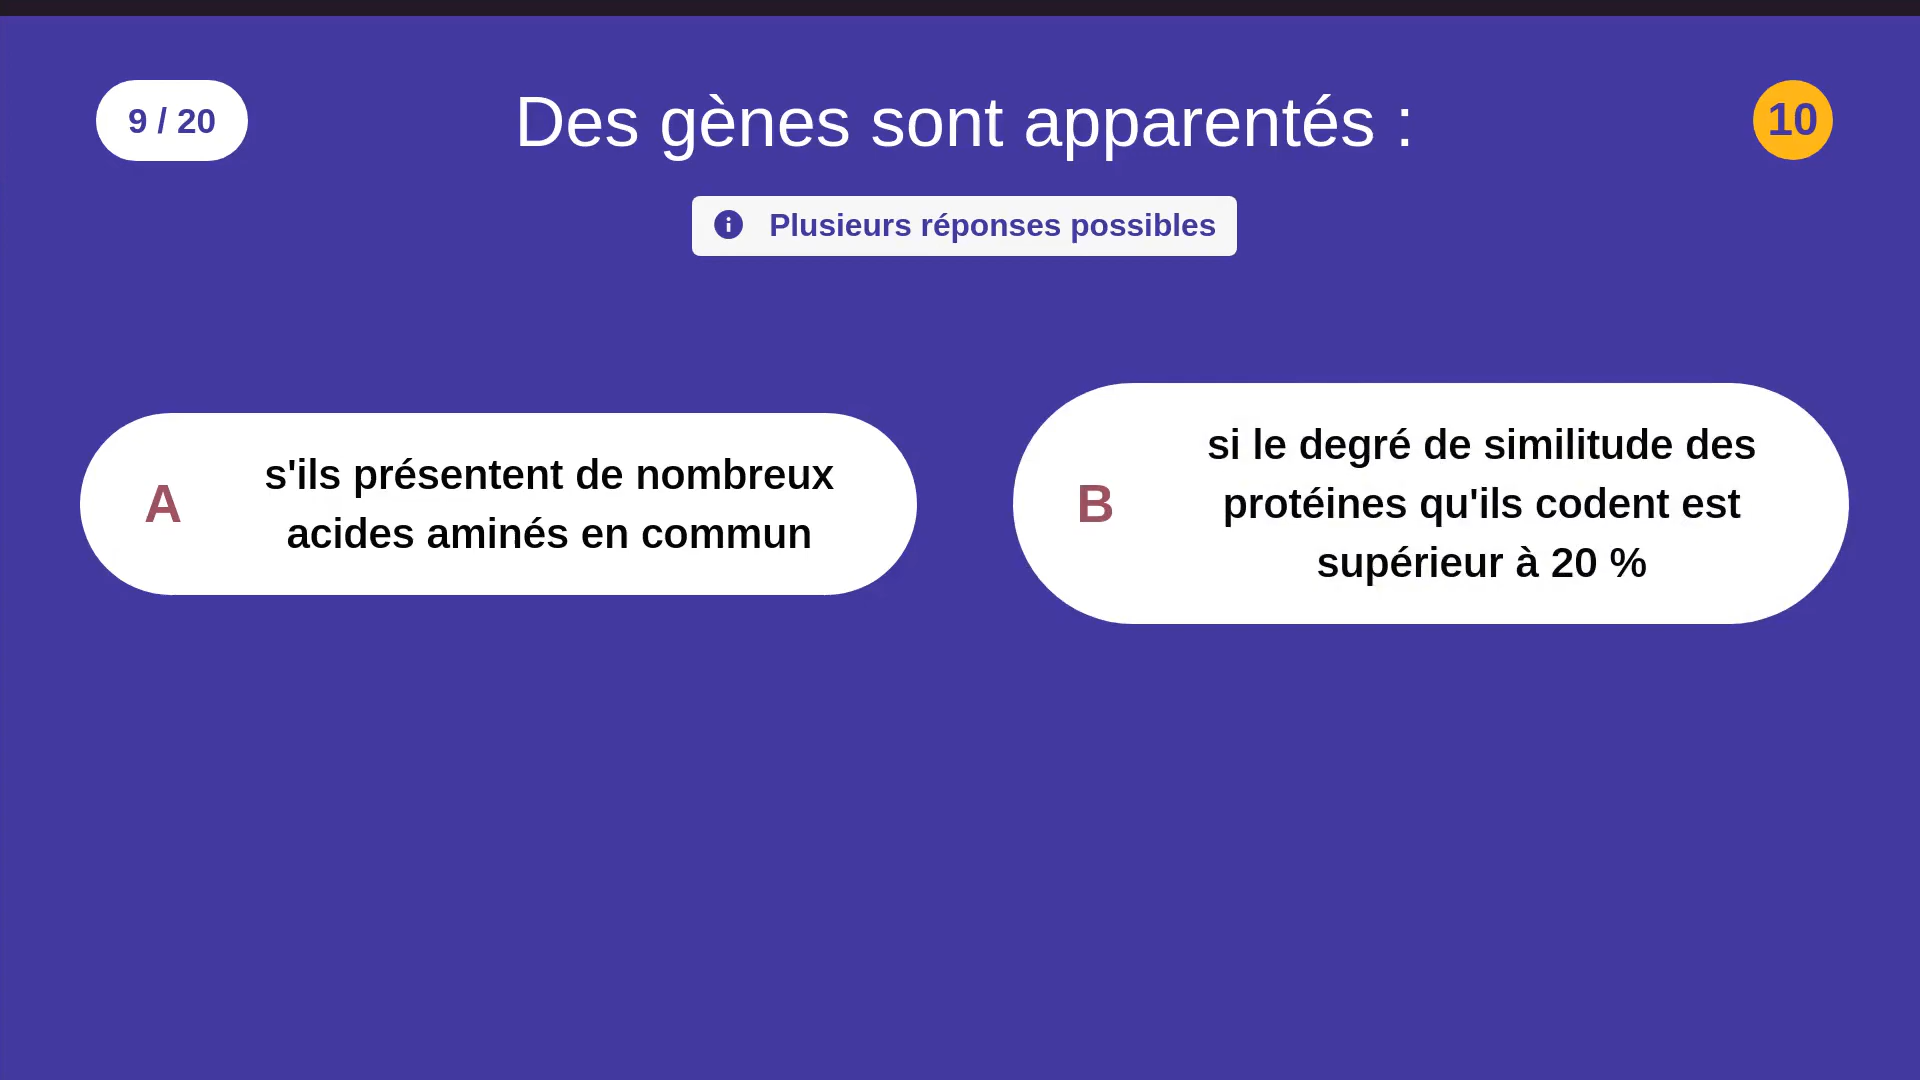 9 / 20
Des gènes sont apparentés :
10
Plusieurs réponses possibles
A
s'ils présentent de nombreux
acides aminés en commun
B
si le degré de similitude des
protéines qu'ils codent est
supérieur à 20 %